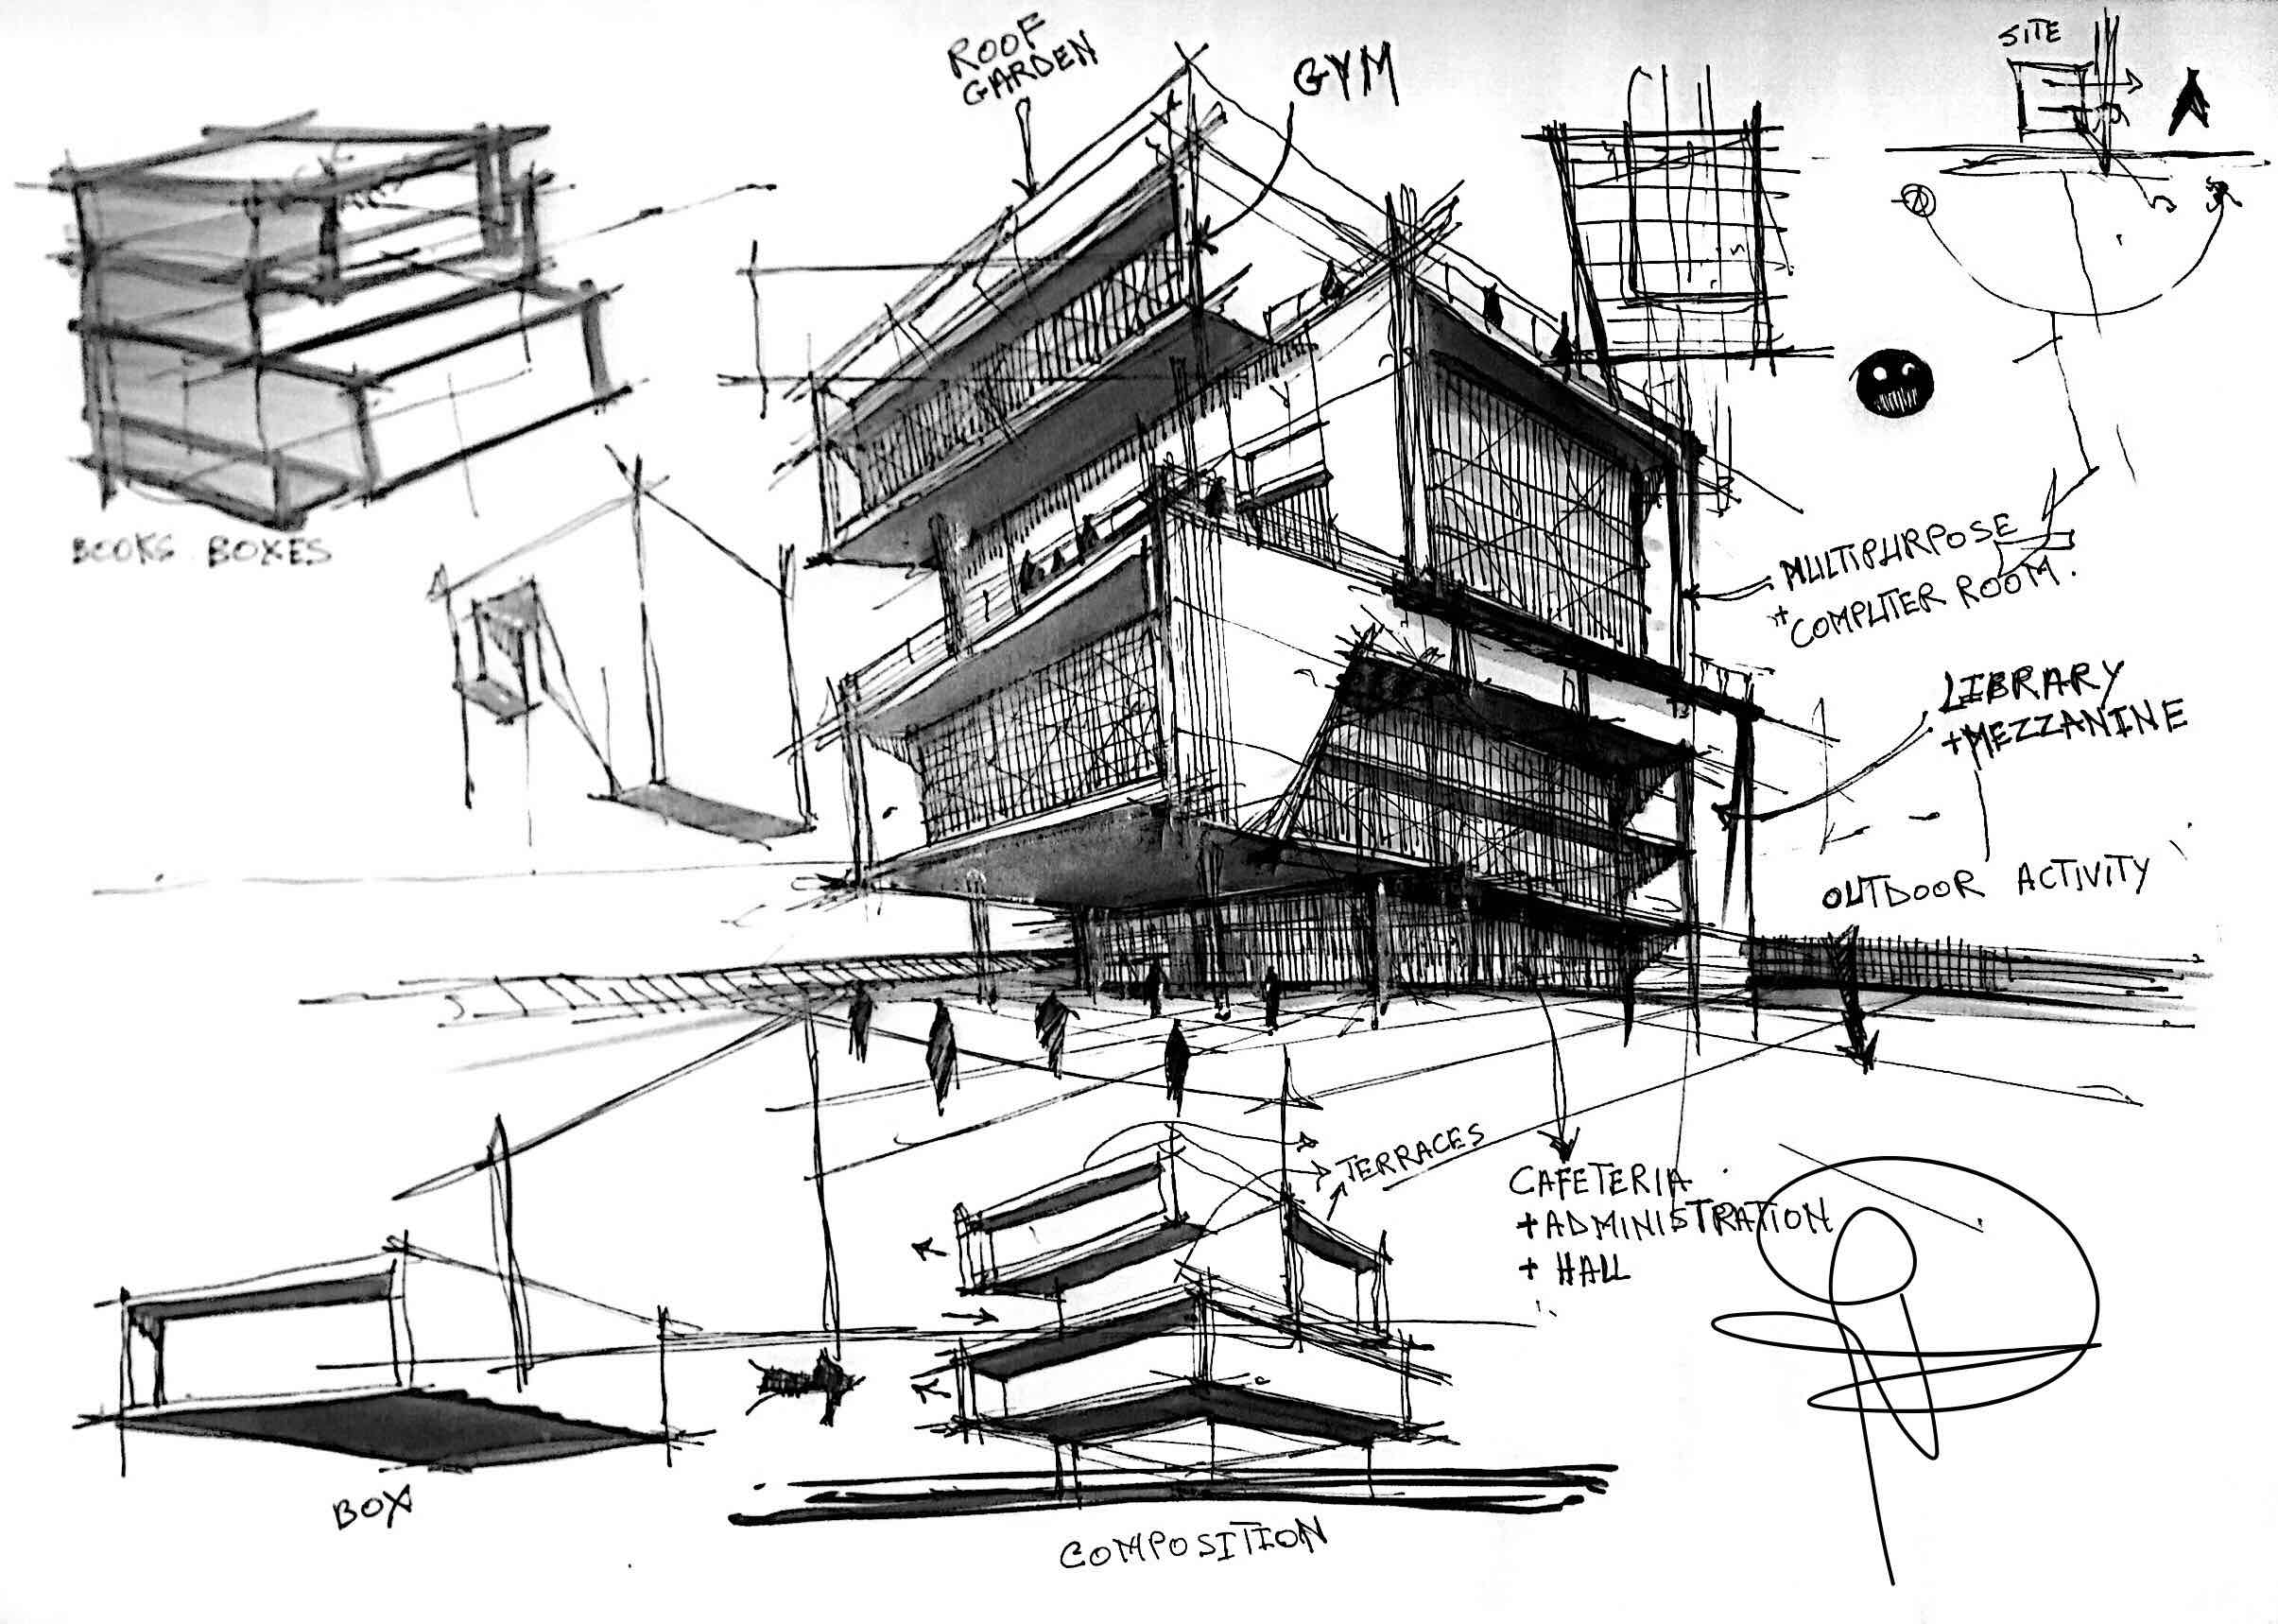 ROOF
GARDEN
GYM
SITE
BOOKS BOXES
MULTIPURPOSE
+ COMPUTER ROOM.
LIBRARY
+MEZZANINE
OUTDOOR ACTIVITY
TERRACES
CAFETERIA
+ADMINISTRATION
+ HALL
BOX
COMPOSITION